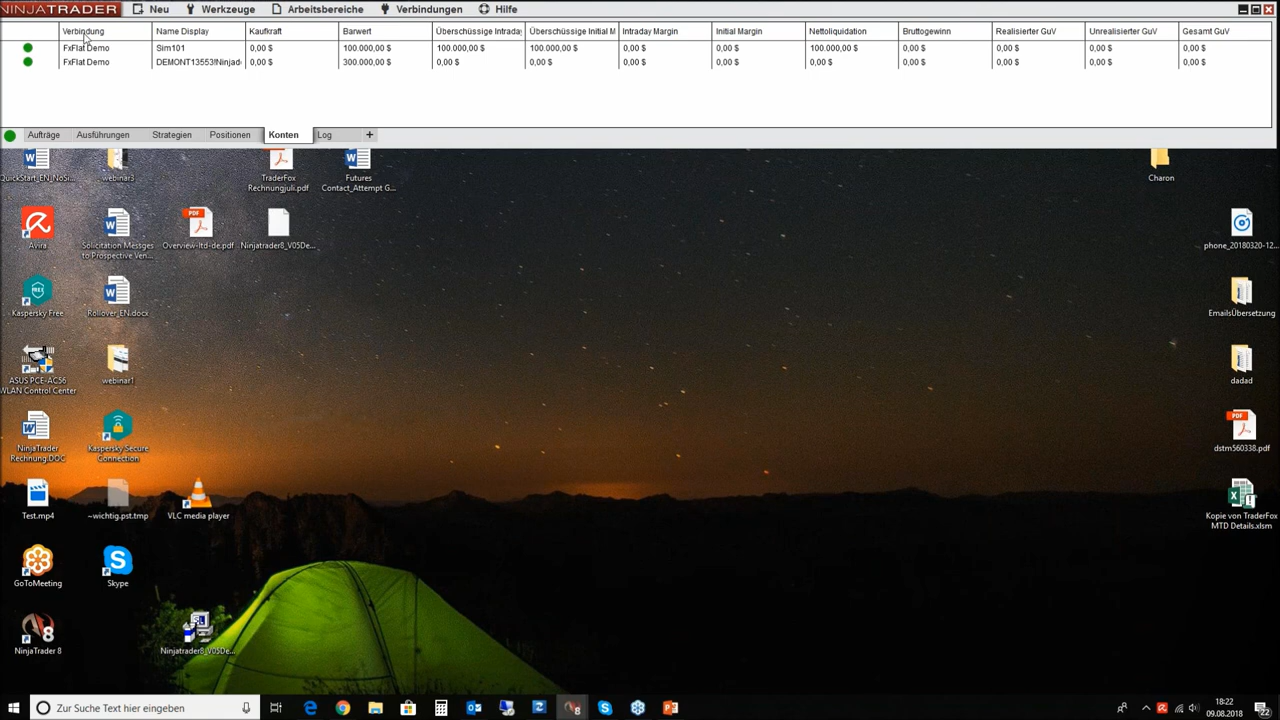 NINJATRADER Neu Werkzeuge Arbeitsbereiche Verbindungen Hilfe
Verbindung Name Display Kaufkraft Barwert Überschüssige Intraday Überschüssige Initial M Intraday Margin Initial Margin Nettoliquidation Bruttogewinn Realisierter GuV Unrealisierter GuV Gesamt GuV
FxFlat Demo Sim101 0,00 $ 100.000,00 $ 100.000,00 $ 100.000,00 $ 0,00 $ 0,00 $ 100.000,00 $ 0,00 $ 0,00 $ 0,00 $ 0,00 $
FxFlat Demo DEMONT13553!Ninjad 0,00 $ 300.000,00 $ 0,00 $ 0,00 $ 0,00 $ 0,00 $ 0,00 $ 0,00 $ 0,00 $ 0,00 $ 0,00 $
Aufträge Ausführungen Strategien Positionen Konten Log +
QuickStart_EN_NoSi...
_webinar3
TraderFox
Rechnungjuli.pdf
Futures
Contact_Attempt G...
Charon
Avira
Solicitation Messges
to Prospective Ven...
PDF
Overview-ltd-de.pdf
Ninjatrader8_V05De...
phone_20180320-12...
FREE
Kaspersky Free
Rollover_EN.docx
EmailsÜbersetzung
ASUS PCE-AC56
WLAN Control Center
webinar1
dadad
NinjaTrader
Rechnung.DOC
Kaspersky Secure
Connection
PDF
dstm560338.pdf
Test.mp4
~wichtig.pst.tmp
VLC media player
Kopie von TraderFox
MTD Details.xlsm
GoToMeeting
Skype
8
NinjaTrader 8
Ninjatrader8_V05De...
Zur Suche Text hier eingeben
18:22
09.08.2018
22